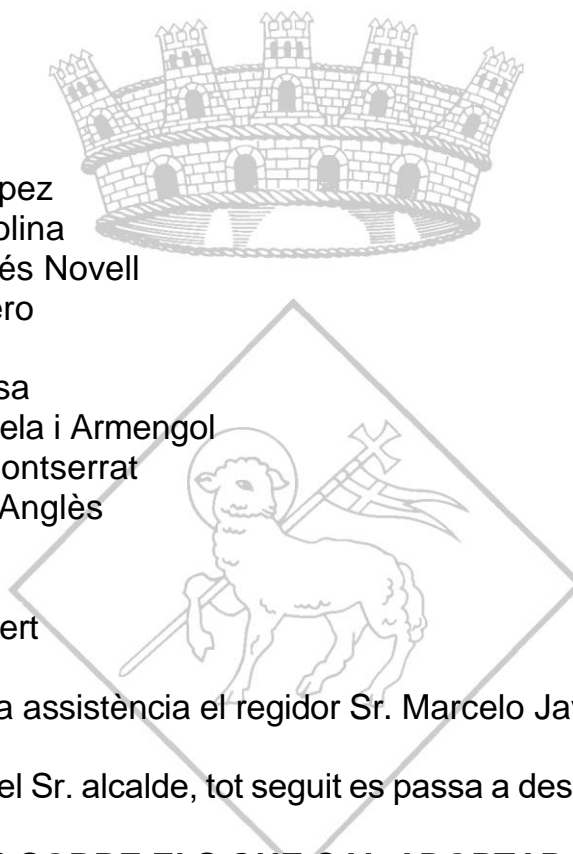 pez
olina
és Novell
ero
sa
ela i Armengol
ontserrat
Anglès
ert
a assistència el regidor Sr. Marcelo Jav
el Sr. alcalde, tot seguit es passa a des